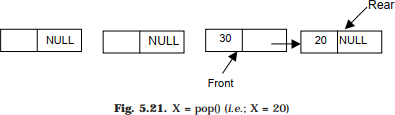 Rear
NULL
NULL
30
20 NULL
Front
Fig. 5.21. X = pop() (i.e.; X = 20)